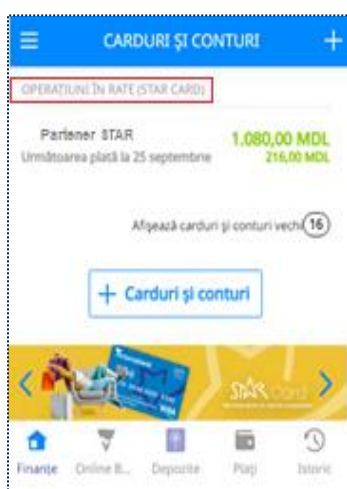 CARDURI ȘI CONTURI
OPERAȚIUNI ÎN RATE (STAR CARD)
Partener STAR
1.080,00 MDL
Următoarea plată la 25 septembrie
216,00 MDL
Afișează carduri și conturi vechi 16
+ Carduri și conturi
STAR Card
Finanțe Online B... Depozite Plăți Istoric